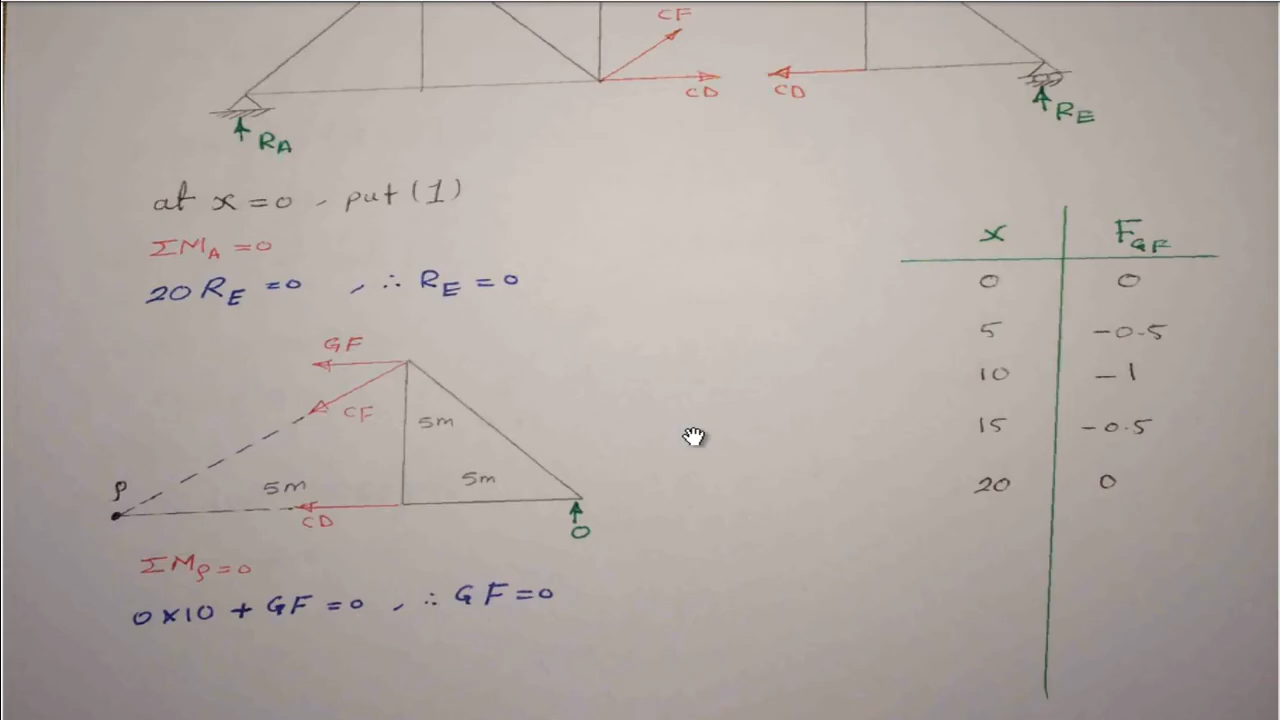 CF
CD
CD
RA
RE
at x = 0 , put (1)
ΣMA = 0
20 RE = 0 , ∴ RE = 0
GF
CF
5m
5m
5m
P
CD
0
ΣMP = 0
0 × 10 + GF = 0 , ∴ GF = 0
x FGF
0 0
5 -0.5
10 -1
15 -0.5
20 0